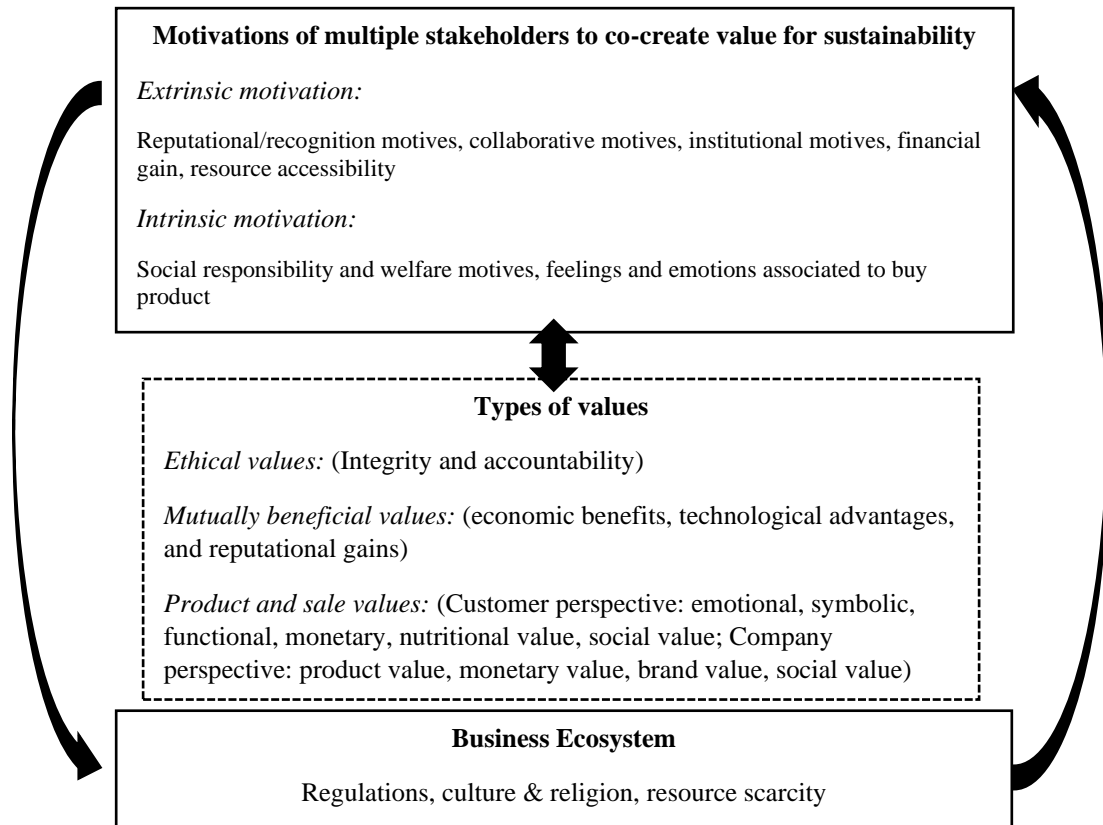 Motivations of multiple stakeholders to co-create value for sustainability
Extrinsic motivation:
Reputational/recognition motives, collaborative motives, institutional motives, financial
gain, resource accessibility
Intrinsic motivation:
Social responsibility and welfare motives, feelings and emotions associated to buy
product
Types of values
Ethical values: (Integrity and accountability)
Mutually beneficial values: (economic benefits, technological advantages,
and reputational gains)
Product and sale values: (Customer perspective: emotional, symbolic,
functional, monetary, nutritional value, social value; Company
perspective: product value, monetary value, brand value, social value)
Business Ecosystem
Regulations, culture & religion, resource scarcity